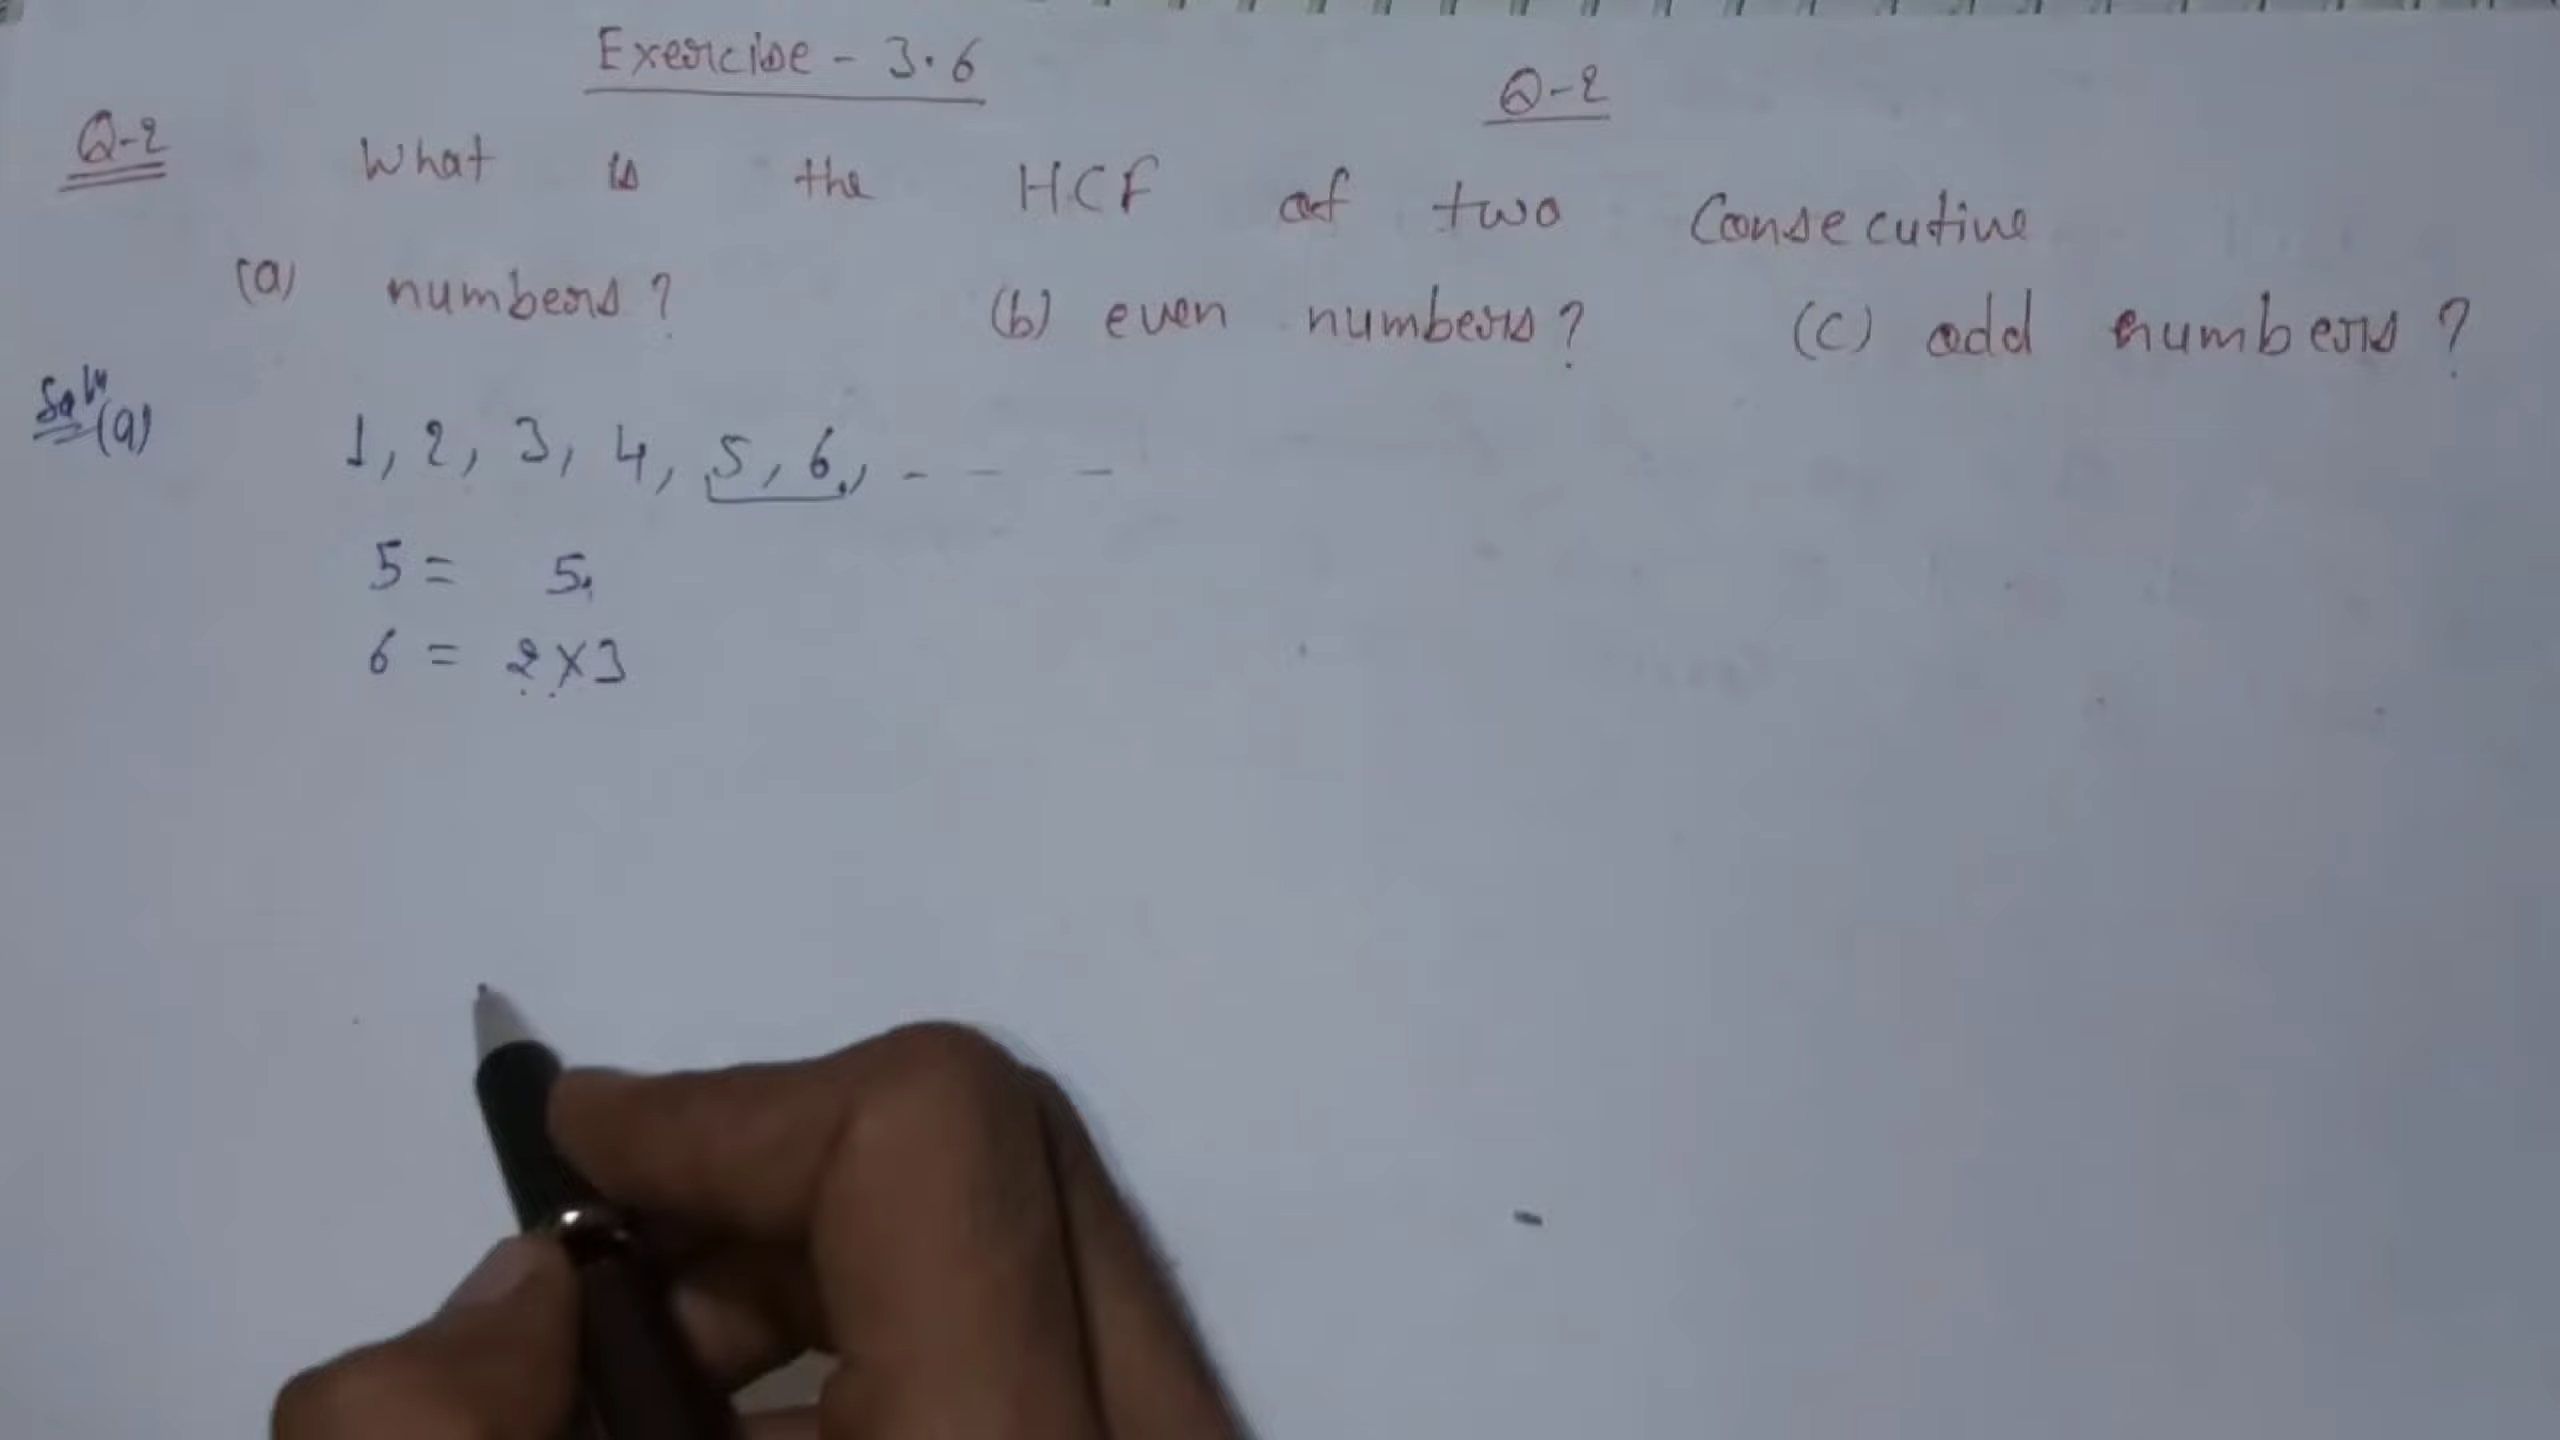 Exercise - 3.6
Q-2
Q-2 What is the HCF of two Consecutive
(a) numbers? (b) even numbers? (c) odd numbers?
Soln (a) 1, 2, 3, 4, 5, 6, - - -
5 = 5
6 = 2×3